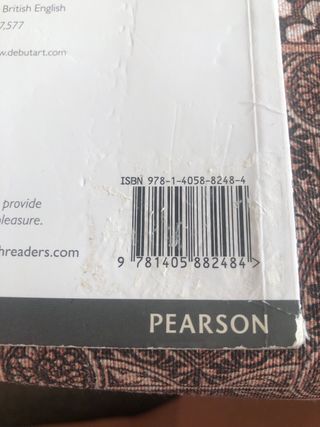 British English
7,577
w.debutart.com
ISBN 978-1-4058-8248-4
provide
leasure.
hreaders.com
9 781405 882484 >
PEARSON